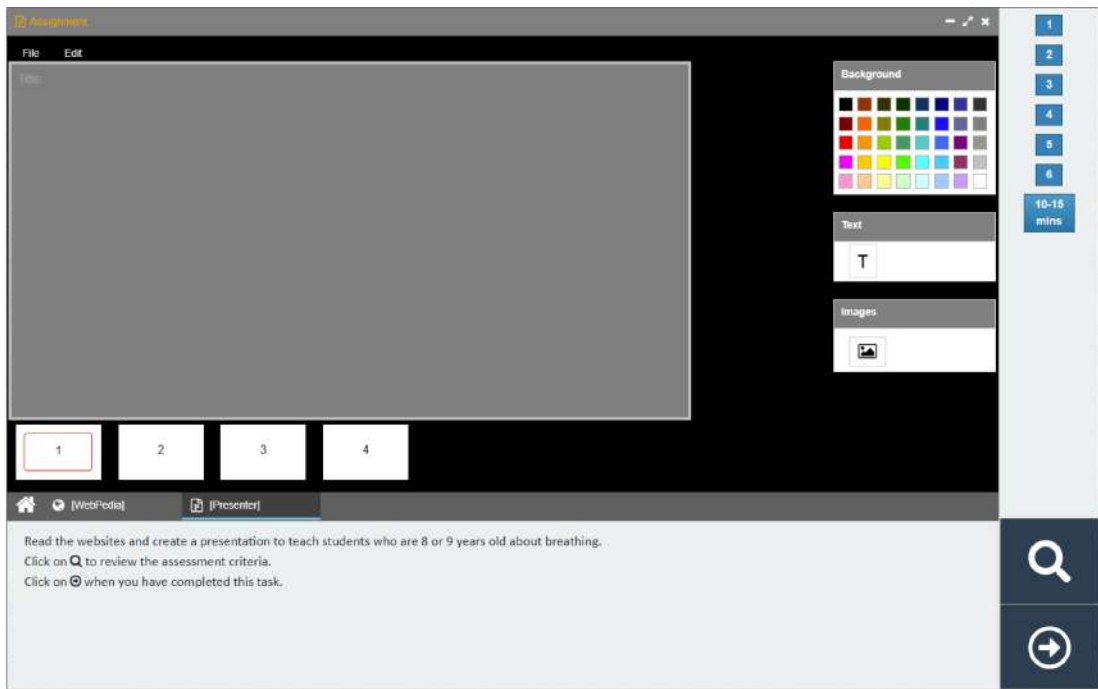 Assignment
File Edit
Title:
Background
Text
T
Images
1 2 3 4
[WebPedia] [Presenter]
Read the websites and create a presentation to teach students who are 8 or 9 years old about breathing.
Click on to review the assessment criteria.
Click on when you have completed this task.
1
2
3
4
5
6
10-15
mins